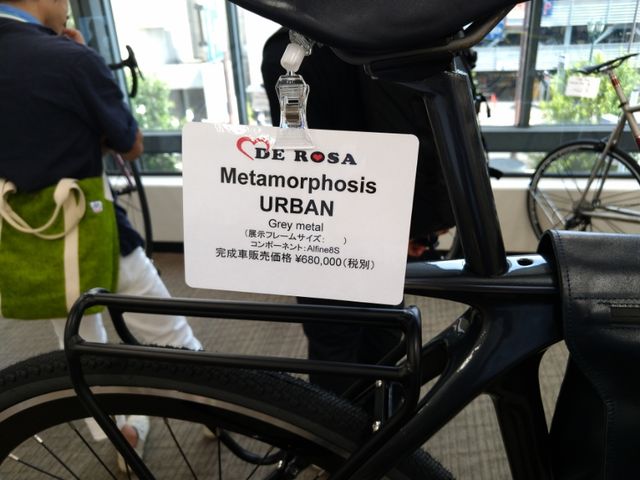 DE ROSA
Metamorphosis
URBAN
Grey metal
(展示フレームサイズ: )
コンポーネント:Alfine8S
完成車販売価格 ¥680,000(税別)